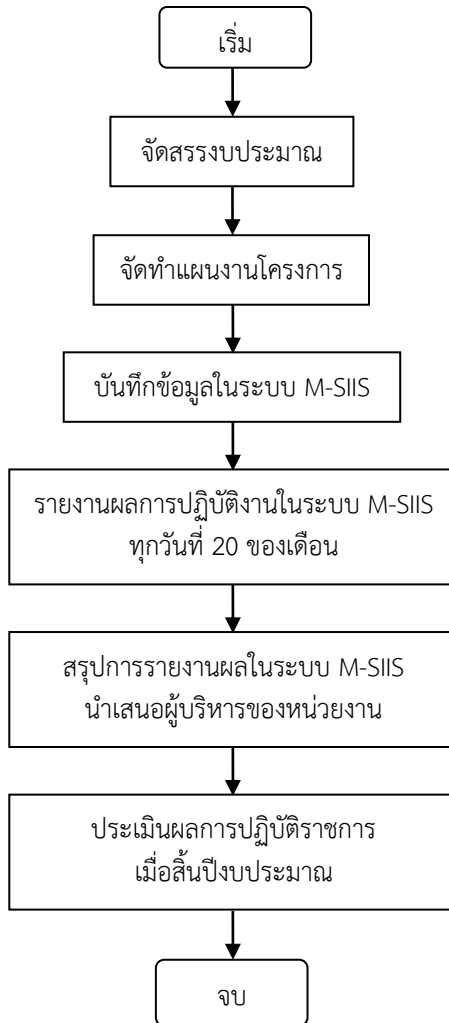 เริ่ม
จัดสรรงบประมาณ
จัดทำแผนงานโครงการ
บันทึกข้อมูลในระบบ M-SIIS
รายงานผลการปฏิบัติงานในระบบ M-SIIS
ทุกวันที่ 20 ของเดือน
สรุปการรายงานผลในระบบ M-SIIS
นำเสนอผู้บริหารของหน่วยงาน
ประเมินผลการปฏิบัติราชการ
เมื่อสิ้นปีงบประมาณ
จบ